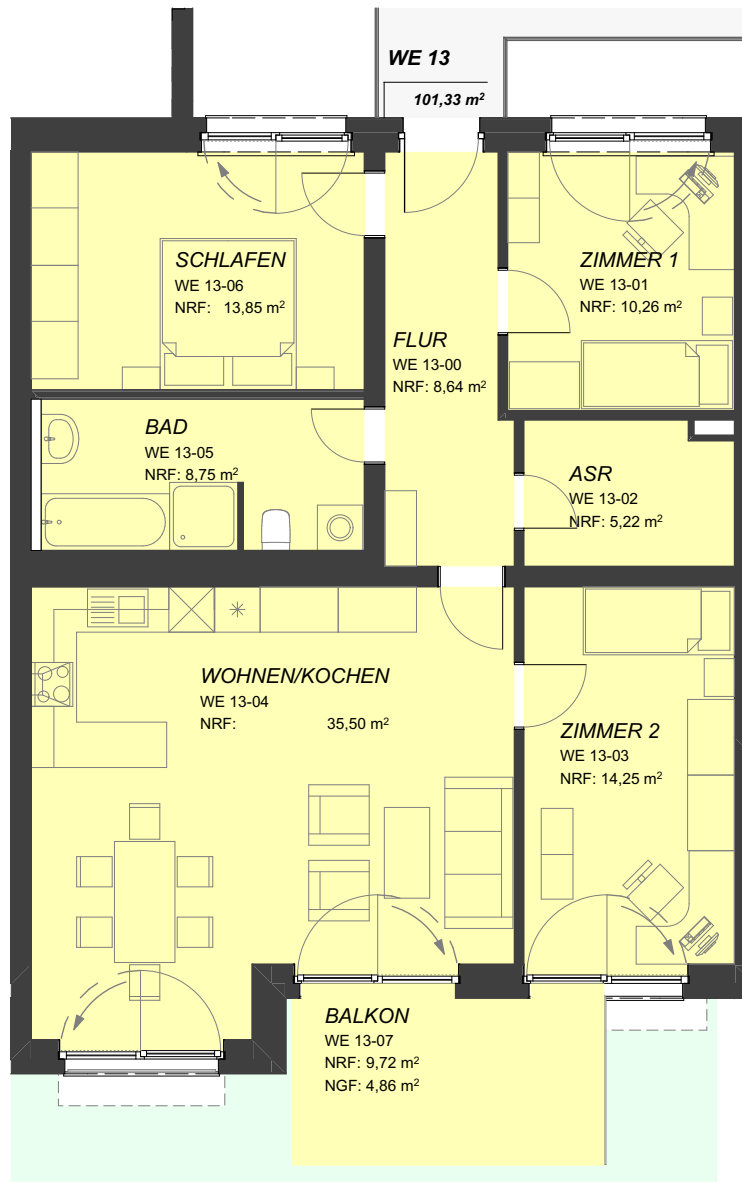 WE 13
101,33 m²
SCHLAFEN
WE 13-06
NRF: 13,85 m²
ZIMMER 1
WE 13-01
NRF: 10,26 m²
FLUR
WE 13-00
NRF: 8,64 m²
BAD
WE 13-05
NRF: 8,75 m²
ASR
WE 13-02
NRF: 5,22 m²
WOHNEN/KOCHEN
WE 13-04
NRF: 35,50 m²
ZIMMER 2
WE 13-03
NRF: 14,25 m²
BALKON
WE 13-07
NRF: 9,72 m²
NGF: 4,86 m²